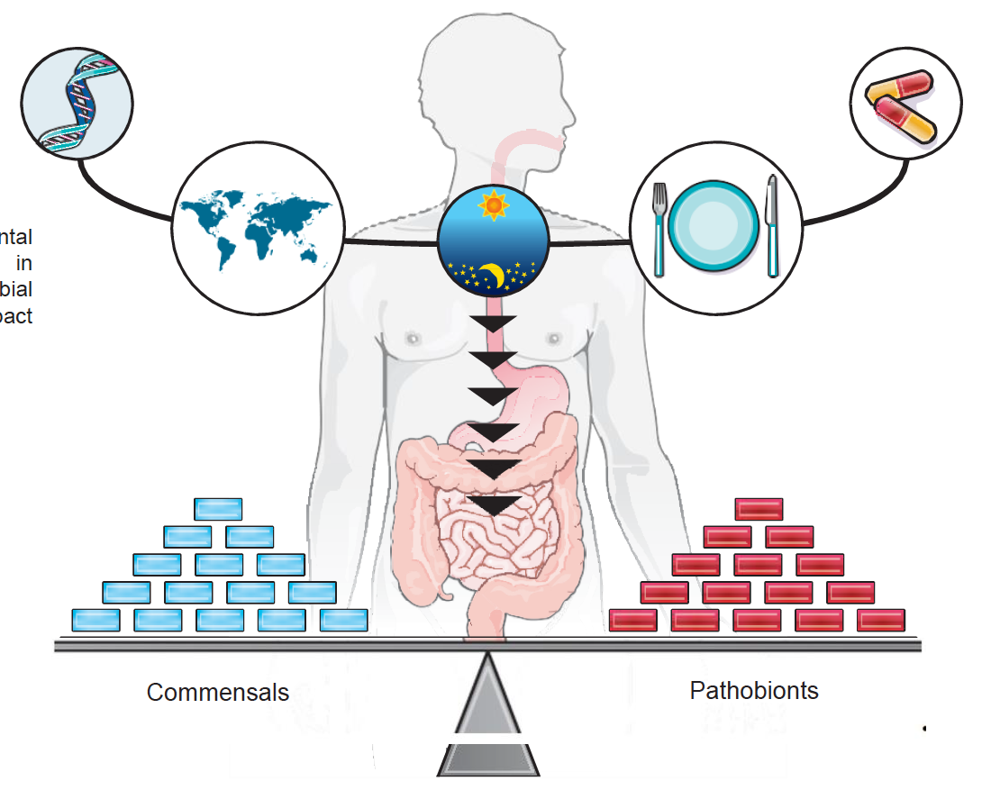 ntal
in
bial
pact
Commensals
Pathobionts